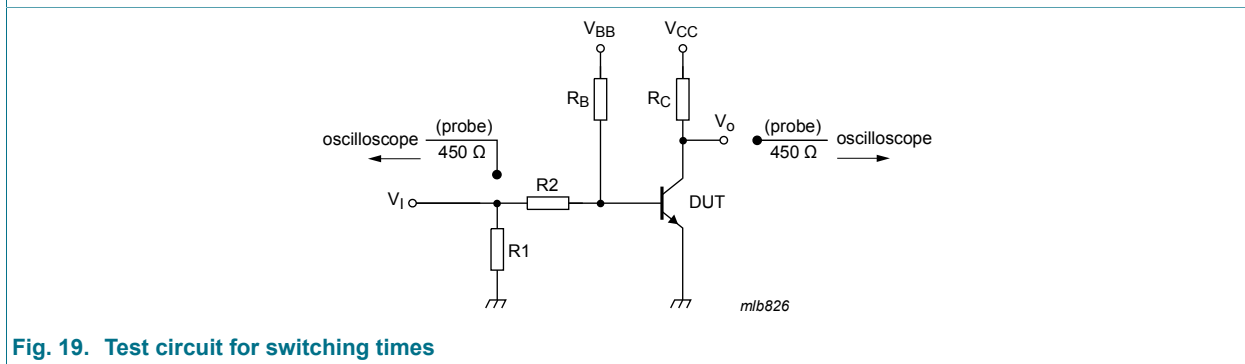 VBB
VCC
RB
RC
Vo
oscilloscope
(probe)
450 Ω
(probe)
450 Ω
oscilloscope
R2
VI
DUT
R1
mlb826
Fig. 19. Test circuit for switching times